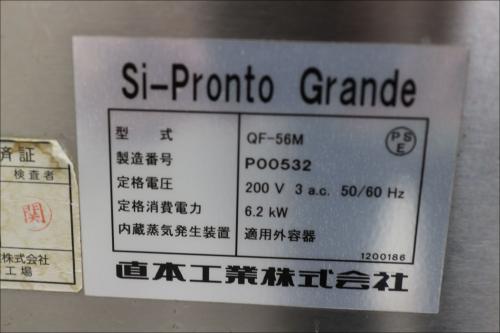 Si-Pronto Grande
型 式 QF-56M
PSE
製造番号 P00532
定格電圧 200 V 3 a.c. 50/60 Hz
定格消費電力 6.2 kW
内蔵蒸気発生装置 適用外容器
1200186
直本工業株式会社
済証
検査者
関
株式会社
工場